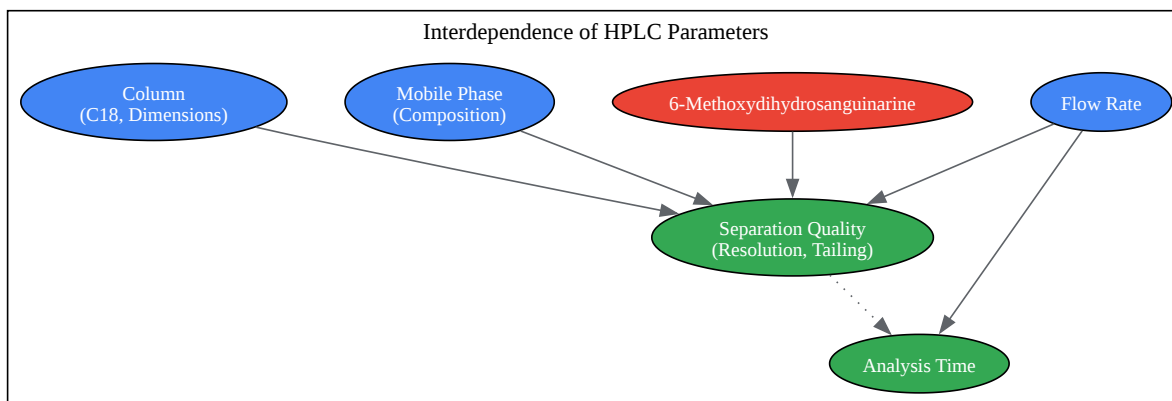 Interdependence of HPLC Parameters
Column
(C18, Dimensions)
Mobile Phase
(Composition)
6-Methoxydihydrosanguinarine
Flow Rate
Separation Quality
(Resolution, Tailing)
Analysis Time